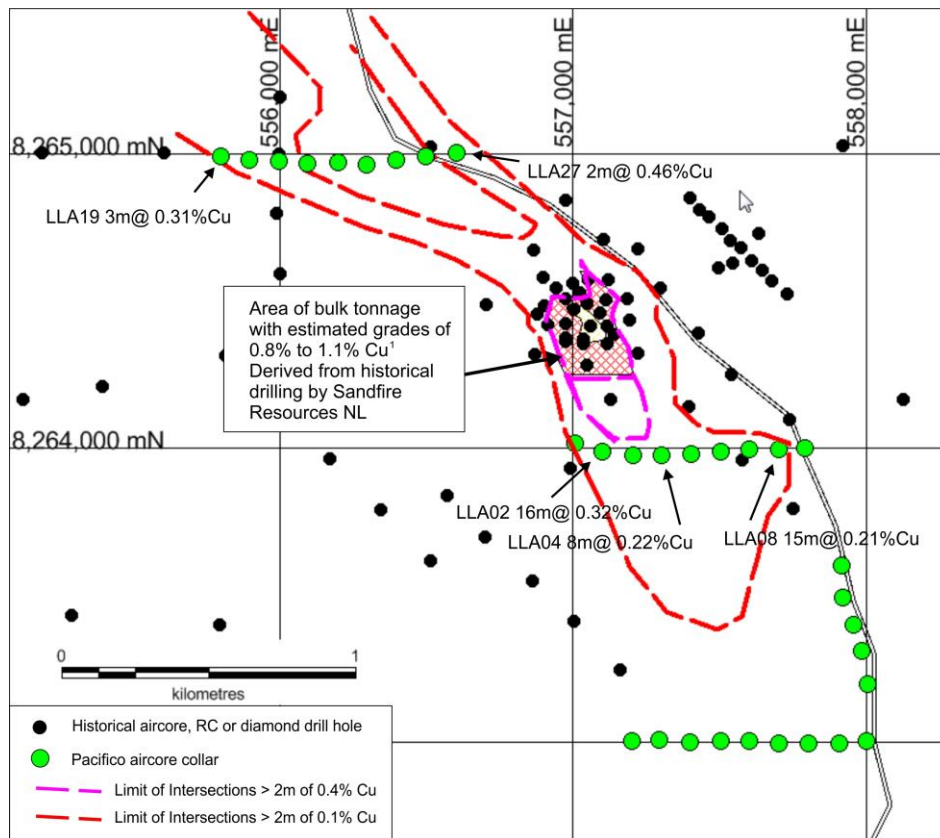 556,000 mE
557,000 mE
558,000 mE
8,265,000 mN
LLA27 2m@ 0.46%Cu
LLA19 3m@ 0.31%Cu
Area of bulk tonnage
with estimated grades of
0.8% to 1.1% Cu¹
Derived from historical
drilling by Sandfire
Resources NL
8,264,000 mN
LLA02 16m@ 0.32%Cu
LLA04 8m@ 0.22%Cu
LLA08 15m@ 0.21%Cu
0
1
kilometres
Historical aircore, RC or diamond drill hole
Pacifico aircore collar
Limit of Intersections > 2m of 0.4% Cu
Limit of Intersections > 2m of 0.1% Cu